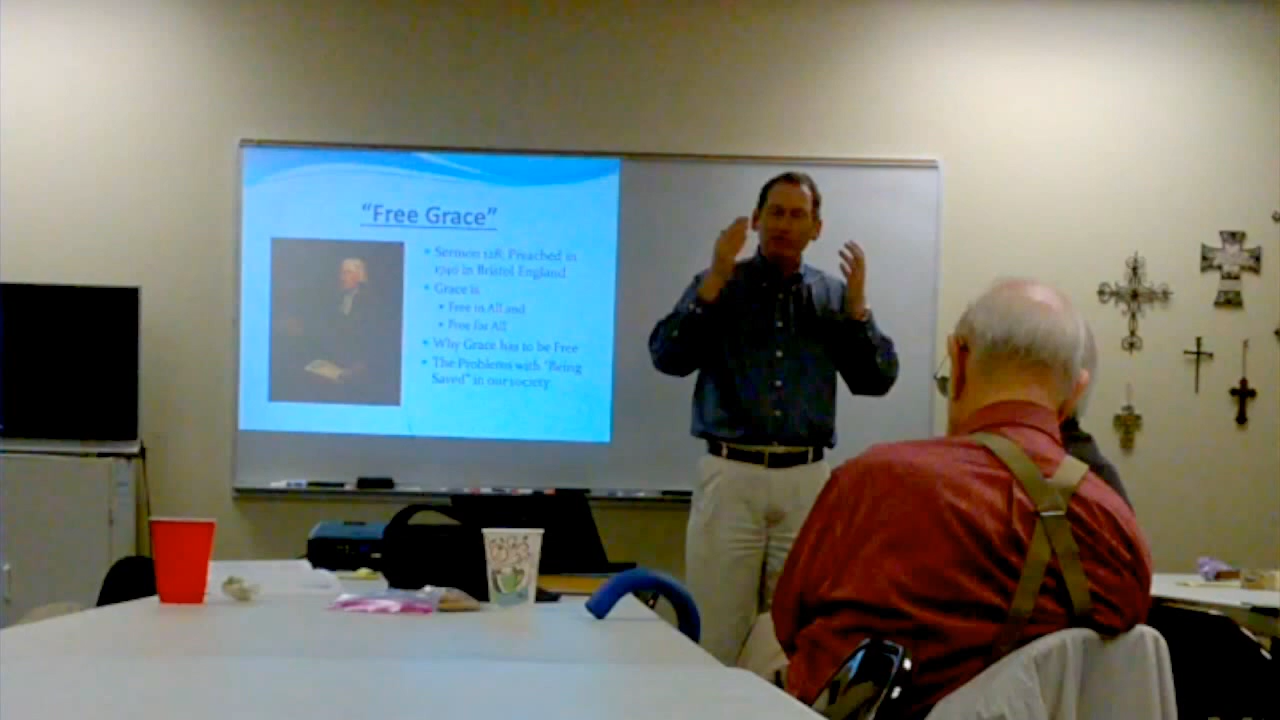 “Free Grace”
Sermon 128: Preached in
1740 in Bristol England
Grace is
Free in All and
Free for All
Why Grace has to be Free
The Problems with “Being
Saved” in our society